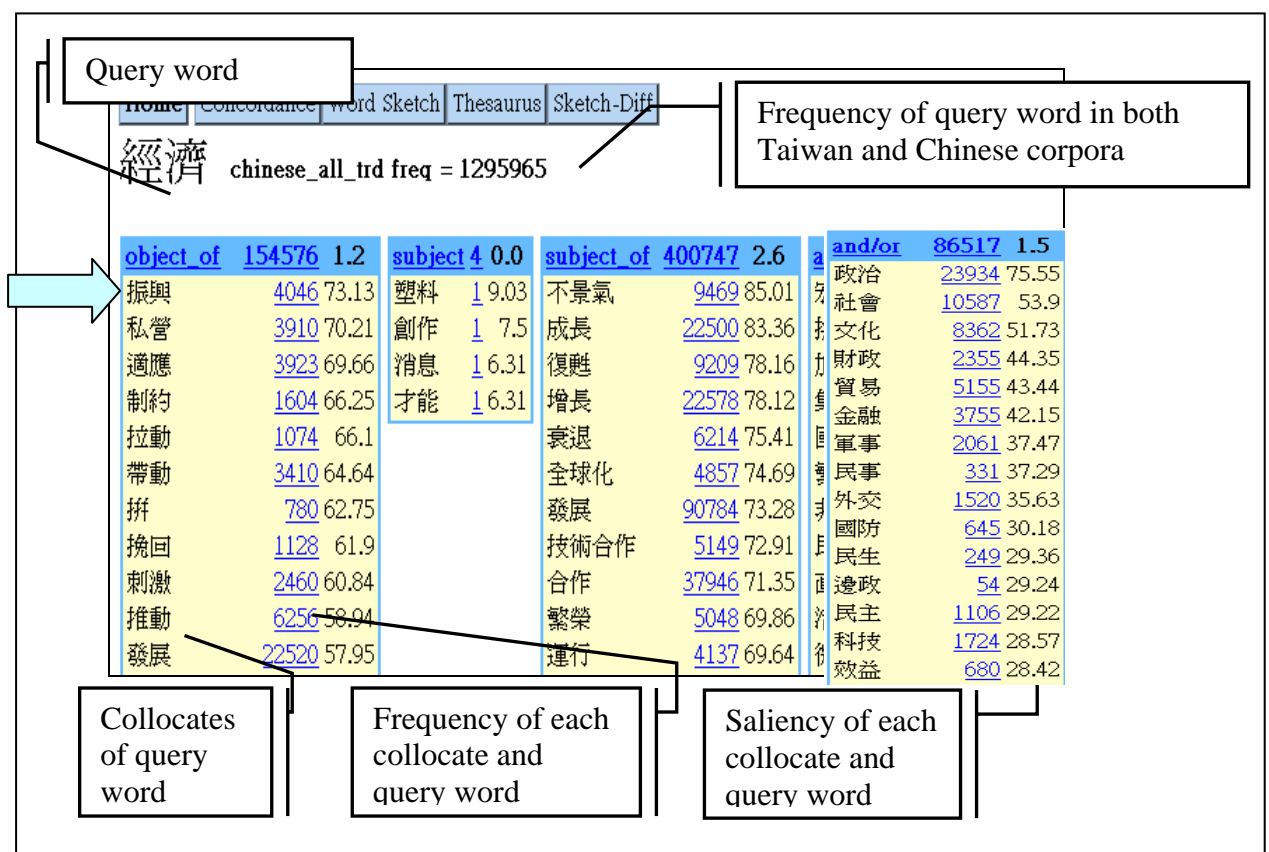 Query word
Home Concordance Word Sketch Thesaurus Sketch-Diff
Frequency of query word in both
Taiwan and Chinese corpora
經濟 chinese_all_trd freq = 1295965
object_of 154576 1.2
振興 4046 73.13
私營 3910 70.21
適應 3923 69.66
制約 1604 66.25
拉動 1074 66.1
帶動 3410 64.64
拼 780 62.75
挽回 1128 61.9
刺激 2460 60.84
推動 6256 58.94
發展 22520 57.95
subject 4 0.0
塑料 1 9.03
創作 1 7.5
消息 1 6.31
才能 1 6.31
subject_of 400747 2.6
不景氣 9469 85.01
成長 22500 83.36
復甦 9209 78.16
增長 22578 78.12
衰退 6214 75.41
全球化 4857 74.69
發展 90784 73.28
技術合作 5149 72.91
合作 37946 71.35
繁榮 5048 69.86
運行 4137 69.64
and/or 86517 1.5
政治 23934 75.55
社會 10587 53.9
文化 8362 51.73
財政 2355 44.35
貿易 5155 43.44
金融 3755 42.15
軍事 2061 37.47
民事 331 37.29
外交 1520 35.63
國防 645 30.18
民生 249 29.36
邊政 54 29.24
民主 1106 29.22
科技 1724 28.57
效益 680 28.42
Collocates
of query
word
Frequency of each
collocate and
query word
Saliency of each
collocate and
query word